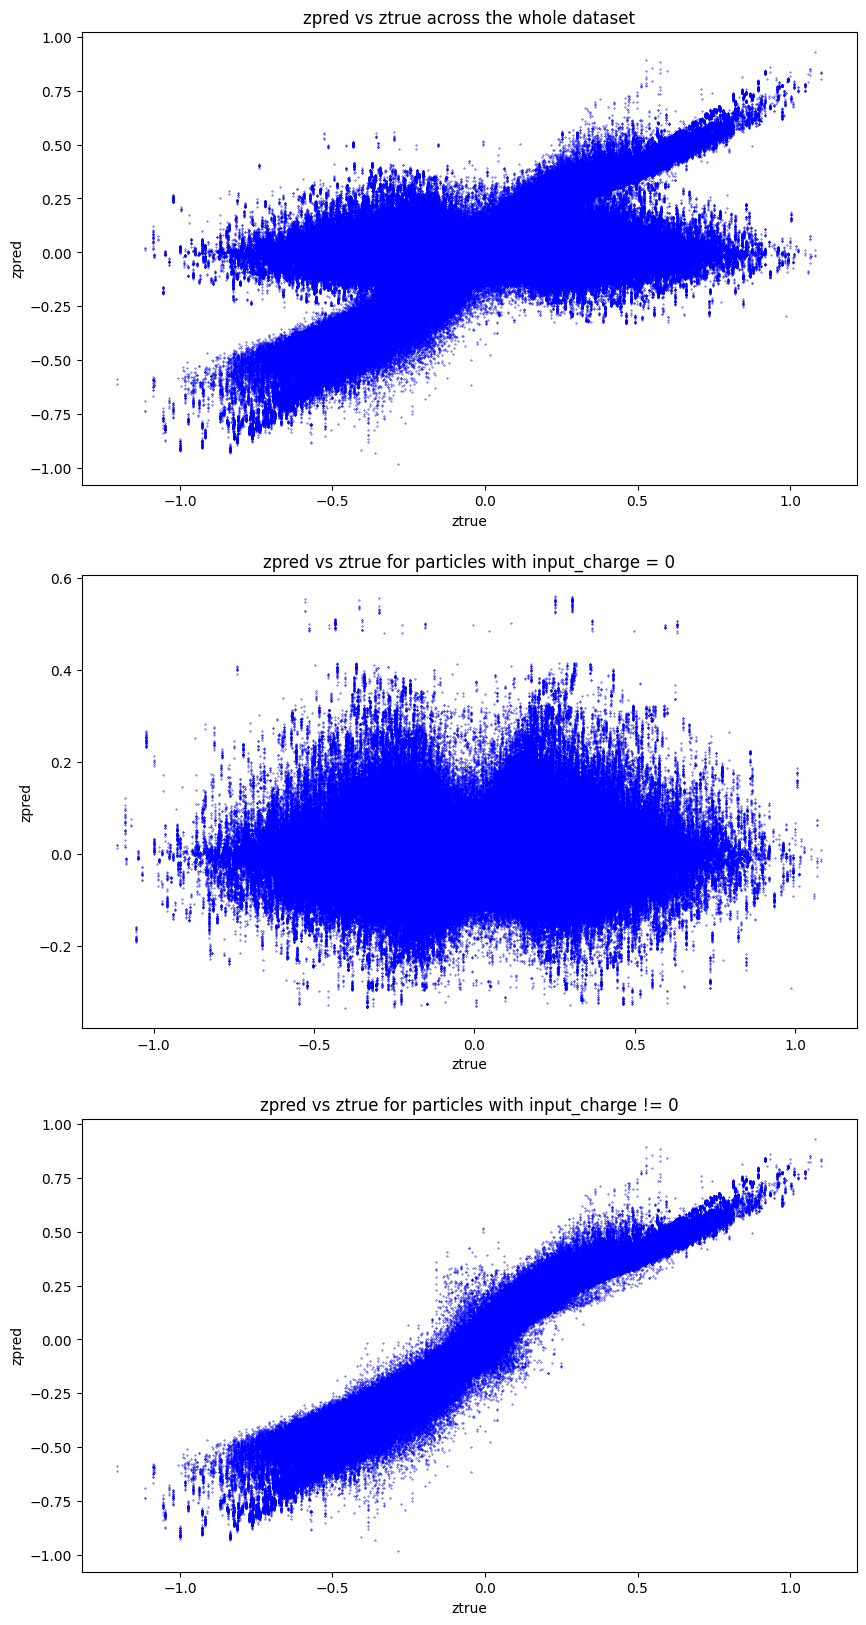 zpred vs ztrue across the whole dataset
1.00
0.75
0.50
0.25
0.00
−0.25
−0.50
−0.75
−1.00
zpred
−1.0 −0.5 0.0 0.5 1.0
ztrue
zpred vs ztrue for particles with input_charge = 0
0.6
0.4
0.2
0.0
−0.2
zpred
−1.0 −0.5 0.0 0.5 1.0
ztrue
zpred vs ztrue for particles with input_charge != 0
1.00
0.75
0.50
0.25
0.00
−0.25
−0.50
−0.75
−1.00
zpred
−1.0 −0.5 0.0 0.5 1.0
ztrue